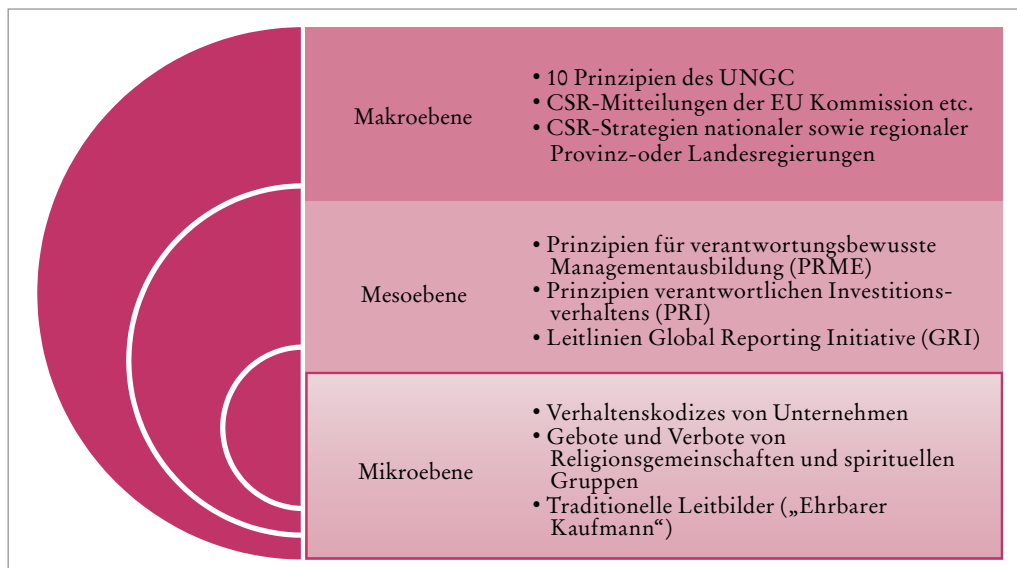 Makroebene
• 10 Prinzipien des UNGC
• CSR-Mitteilungen der EU Kommission etc.
• CSR-Strategien nationaler sowie regionaler
Provinz-oder Landesregierungen
Mesoebene
• Prinzipien für verantwortungsbewusste
Managementausbildung (PRME)
• Prinzipien verantwortlichen Investitions-
verhaltens (PRI)
• Leitlinien Global Reporting Initiative (GRI)
Mikroebene
• Verhaltenskodizes von Unternehmen
• Gebote und Verbote von
Religionsgemeinschaften und spirituellen
Gruppen
• Traditionelle Leitbilder („Ehrbarer
Kaufmann“)